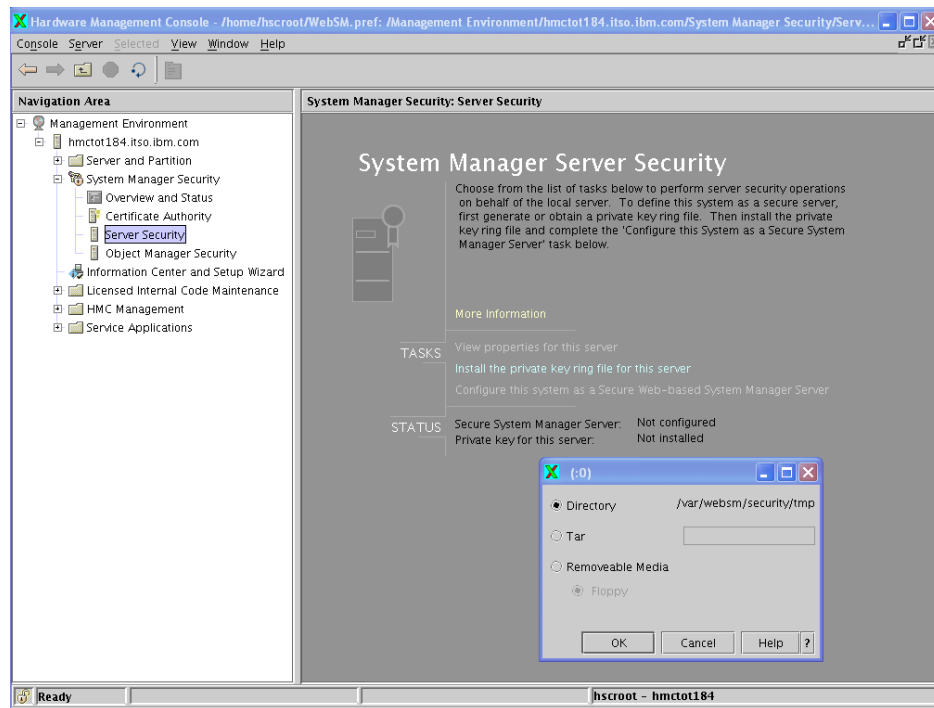 Hardware Management Console - /home/hscroot/WebSM.pref: /Management Environment/hmctot184.itso.ibm.com/System Manager Security/Serv...
Console Server Selected View Window Help
Navigation Area
System Manager Security: Server Security
Management Environment
hmctot184.itso.ibm.com
Server and Partition
System Manager Security
Overview and Status
Certificate Authority
Server Security
Object Manager Security
Information Center and Setup Wizard
Licensed Internal Code Maintenance
HMC Management
Service Applications
System Manager Server Security
Choose from the list of tasks below to perform server security operations
on behalf of the local server. To define this system as a secure server,
first generate or obtain a private key ring file. Then install the private
key ring file and complete the 'Configure this System as a Secure System
Manager Server' task below.
More Information
TASKS
View properties for this server
Install the private key ring file for this server
Configure this system as a Secure Web-based System Manager Server
STATUS
Secure System Manager Server: Not configured
Private key for this server: Not installed
(:0)
Directory /var/websm/security/tmp
Tar
Removeable Media
Floppy
OK Cancel Help ?
Ready
hscroot - hmctot184